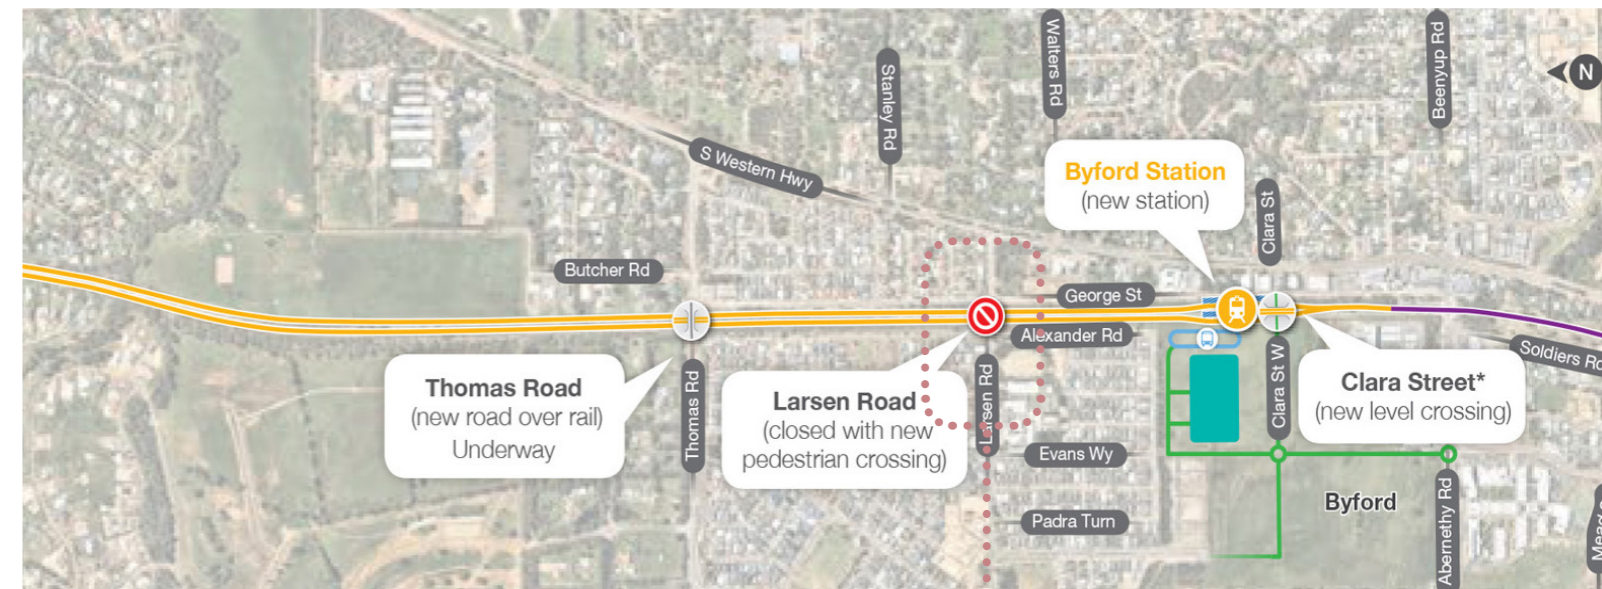 Walters Rd
Beenyup Rd
N
Stanley Rd
S Western Hwy
Byford Station
(new station)
Clara St
Butcher Rd
George St
Alexander Rd
Soldiers Rd
Thomas Road
(new road over rail)
Underway
Thomas Rd
Larsen Road
(closed with new
pedestrian crossing)
Larsen Rd
Clara St W
Clara Street*
(new level crossing)
Evans Wy
Padra Turn
Byford
Abernethy Rd